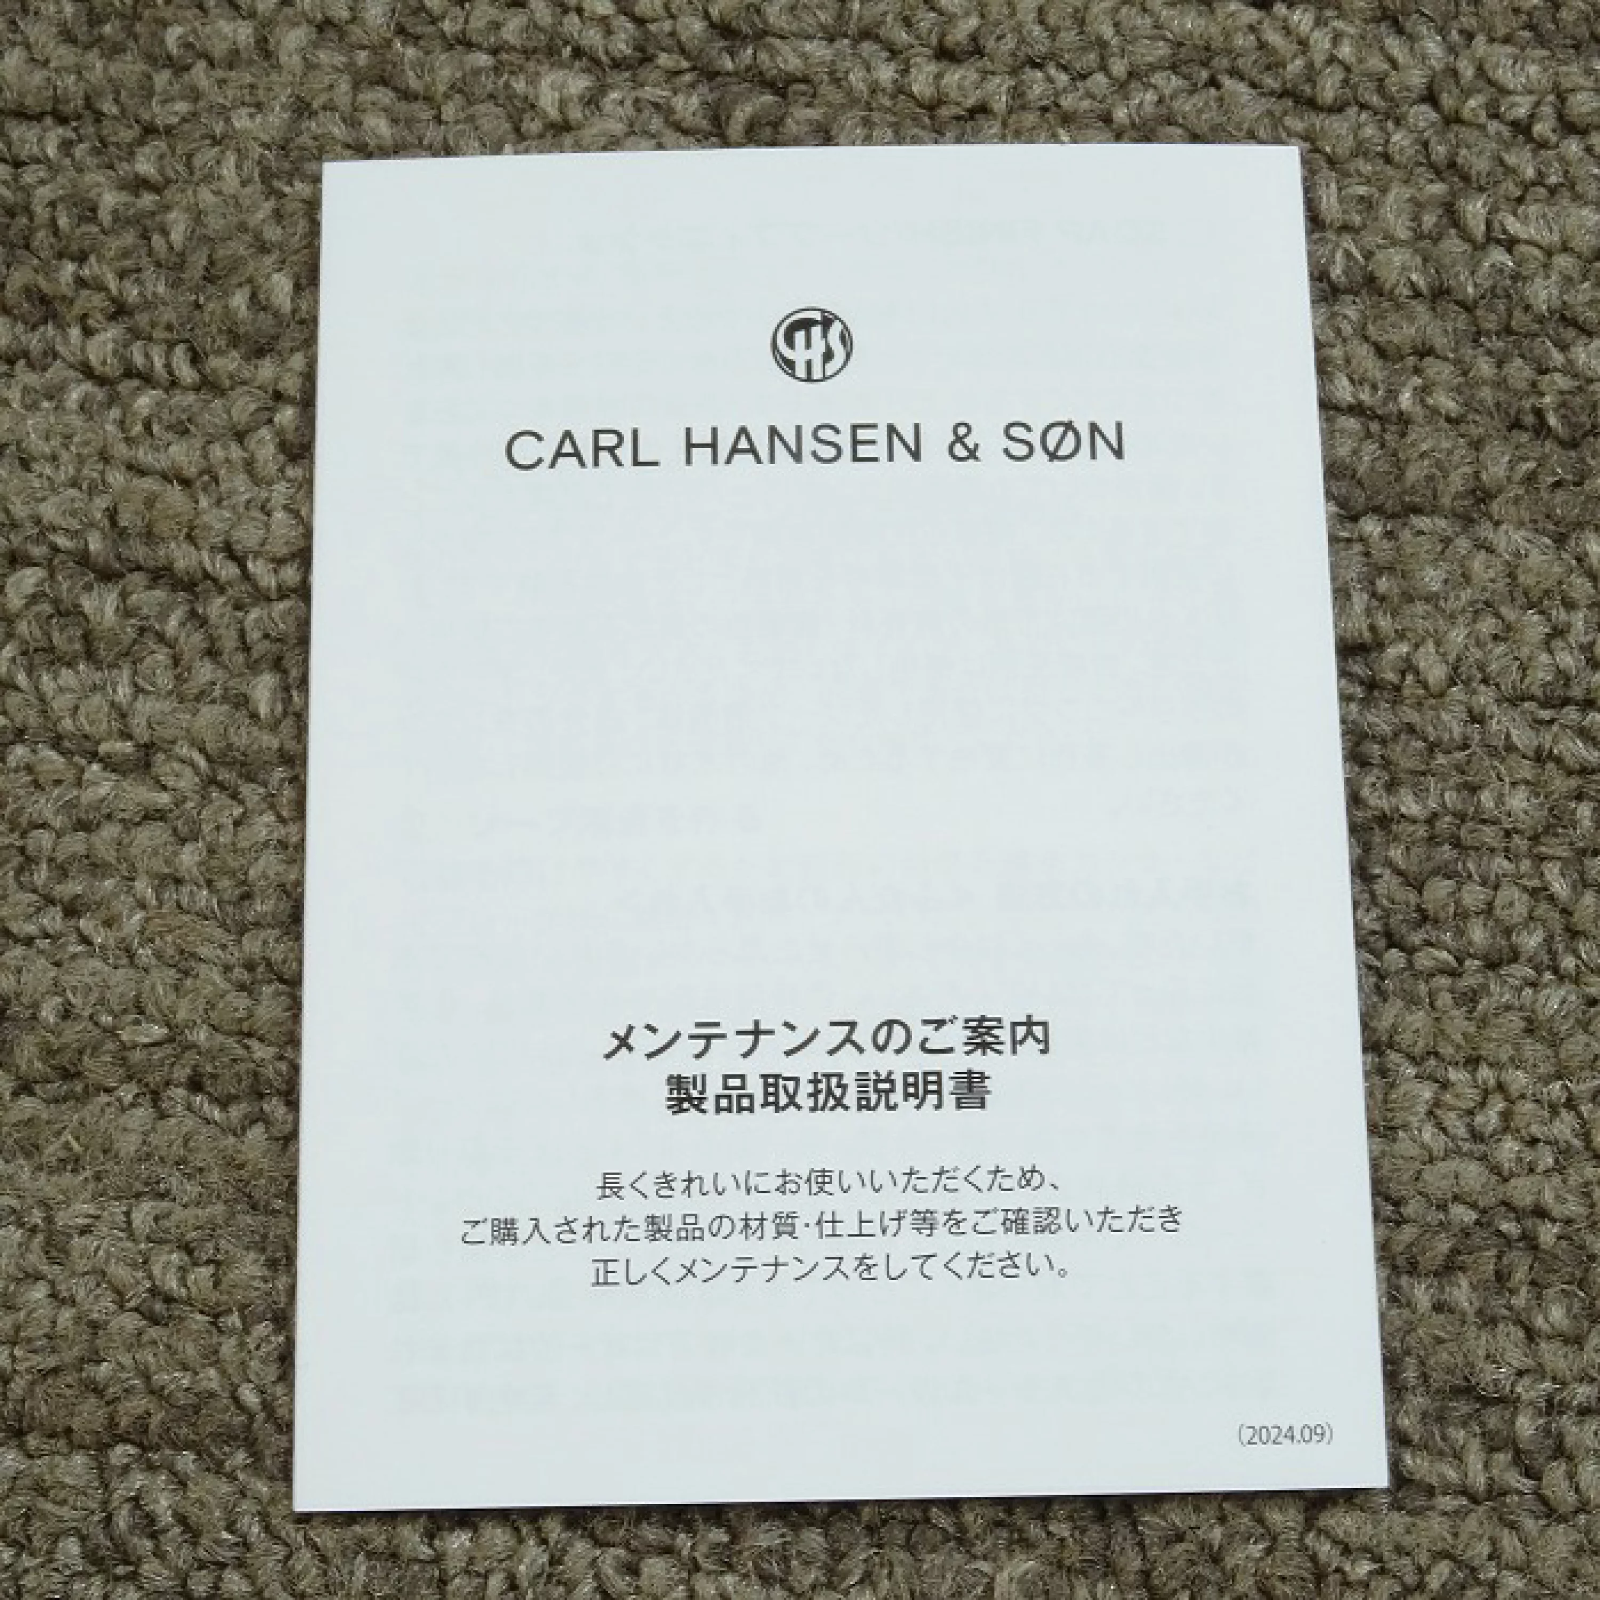 CHS
CARL HANSEN & SØN
メンテナンスのご案内
製品取扱説明書
長くきれいにお使いいただくため、
ご購入された製品の材質･仕上げ等をご確認いただき
正しくメンテナンスをしてください。
(2024.09)